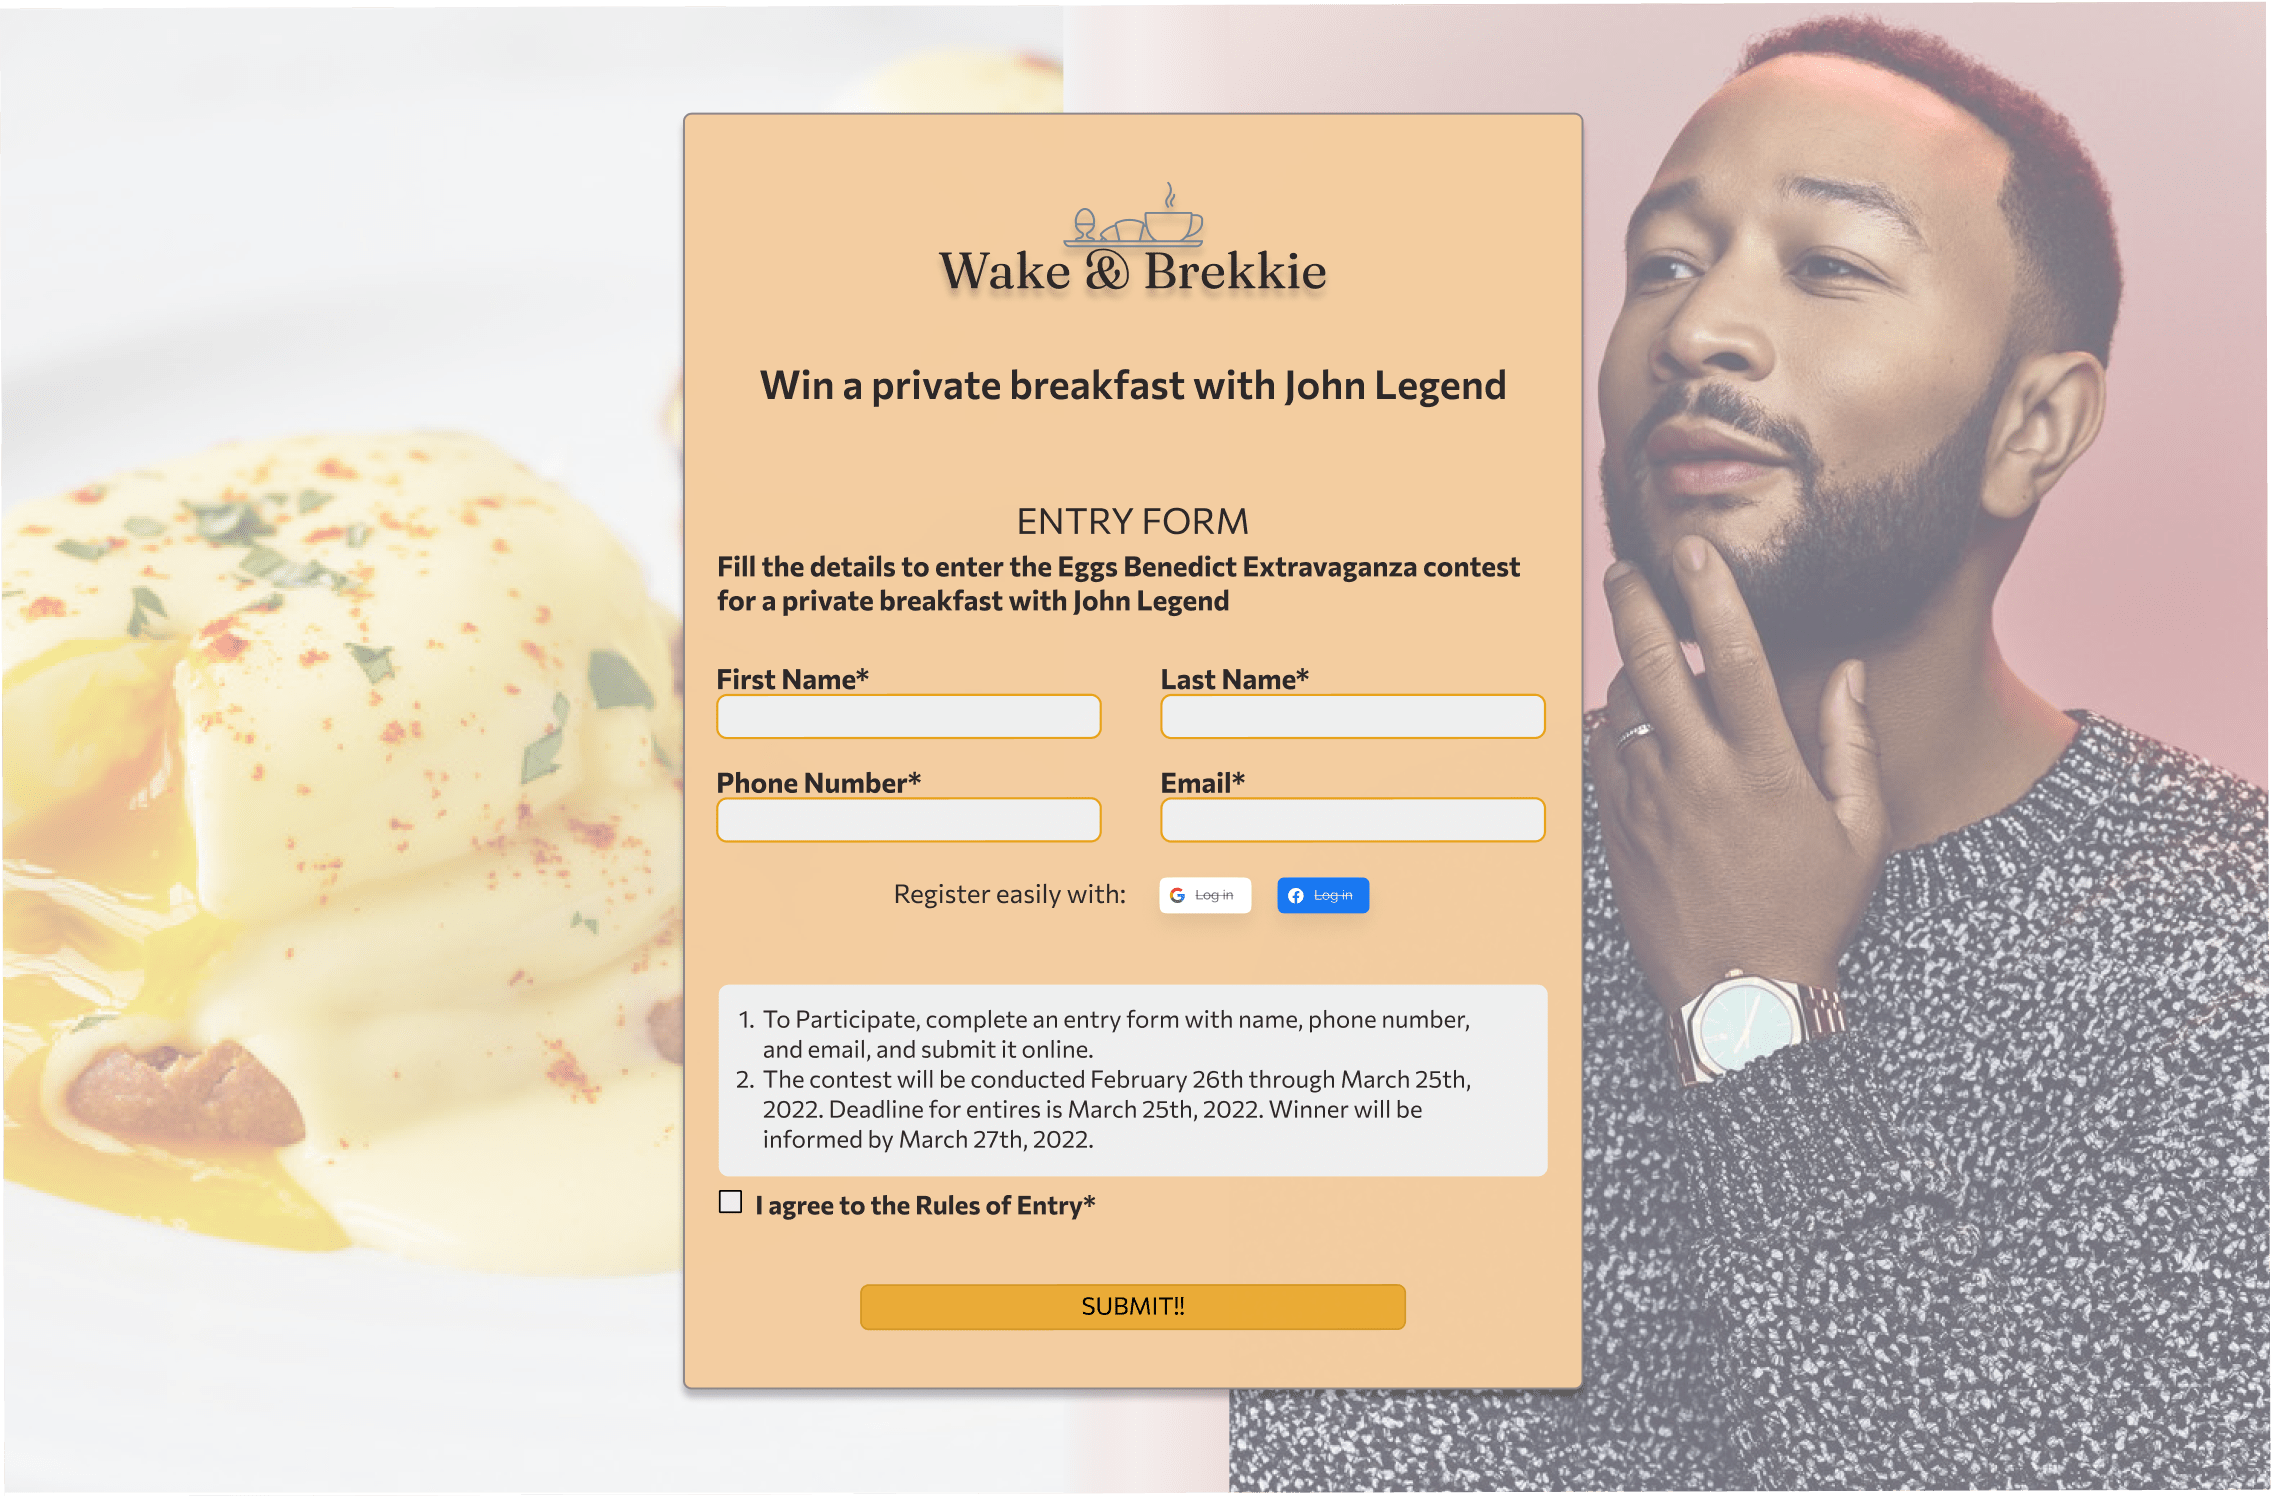 Wake & Brekkie
Win a private breakfast with John Legend
ENTRY FORM
Fill the details to enter the Eggs Benedict Extravaganza contest
for a private breakfast with John Legend
First Name*
Last Name*
Phone Number*
Email*
Register easily with:
Log in
Log in
1. To Participate, complete an entry form with name, phone number,
and email, and submit it online.
2. The contest will be conducted February 26th through March 25th,
2022. Deadline for entires is March 25th, 2022. Winner will be
informed by March 27th, 2022.
I agree to the Rules of Entry*
SUBMIT!!